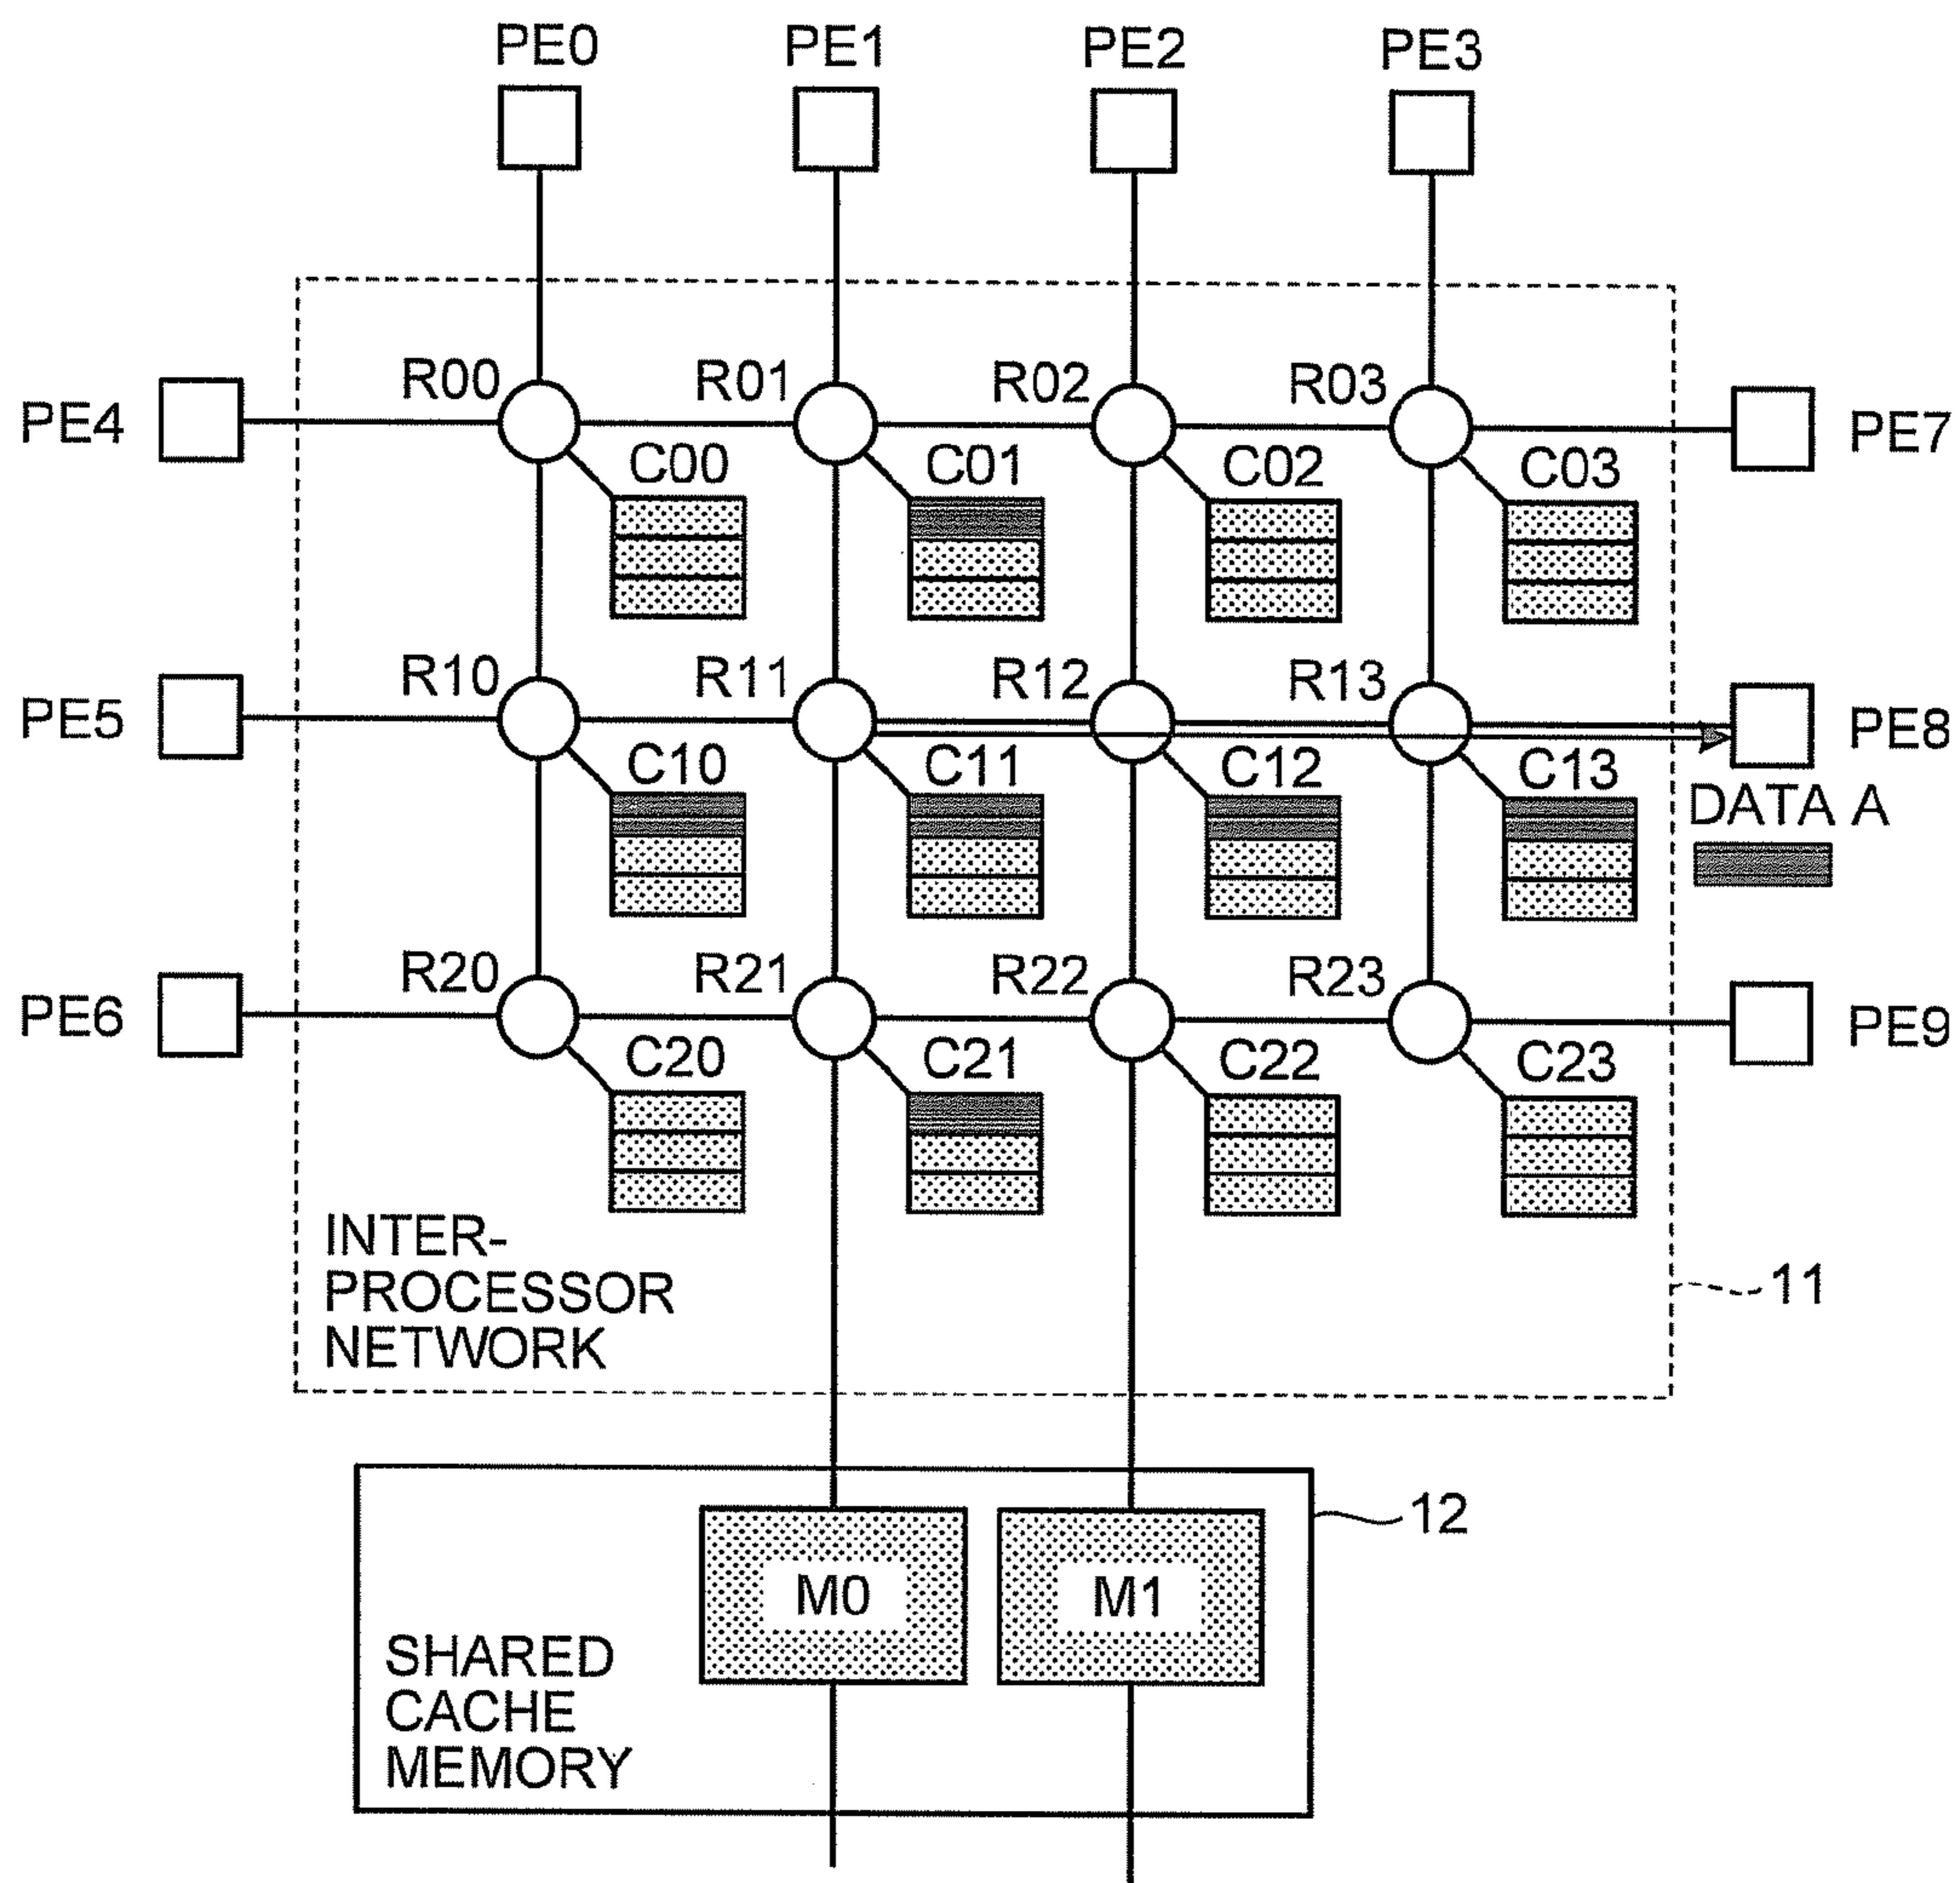 PE0 PE1 PE2 PE3
R00 R01 R02 R03
PE4 PE7
C00 C01 C02 C03
R10 R11 R12 R13
PE5 PE8
C10 C11 C12 C13
DATA A
R20 R21 R22 R23
PE6 PE9
C20 C21 C22 C23
INTER-
PROCESSOR
NETWORK
11
12
M0 M1
SHARED
CACHE
MEMORY